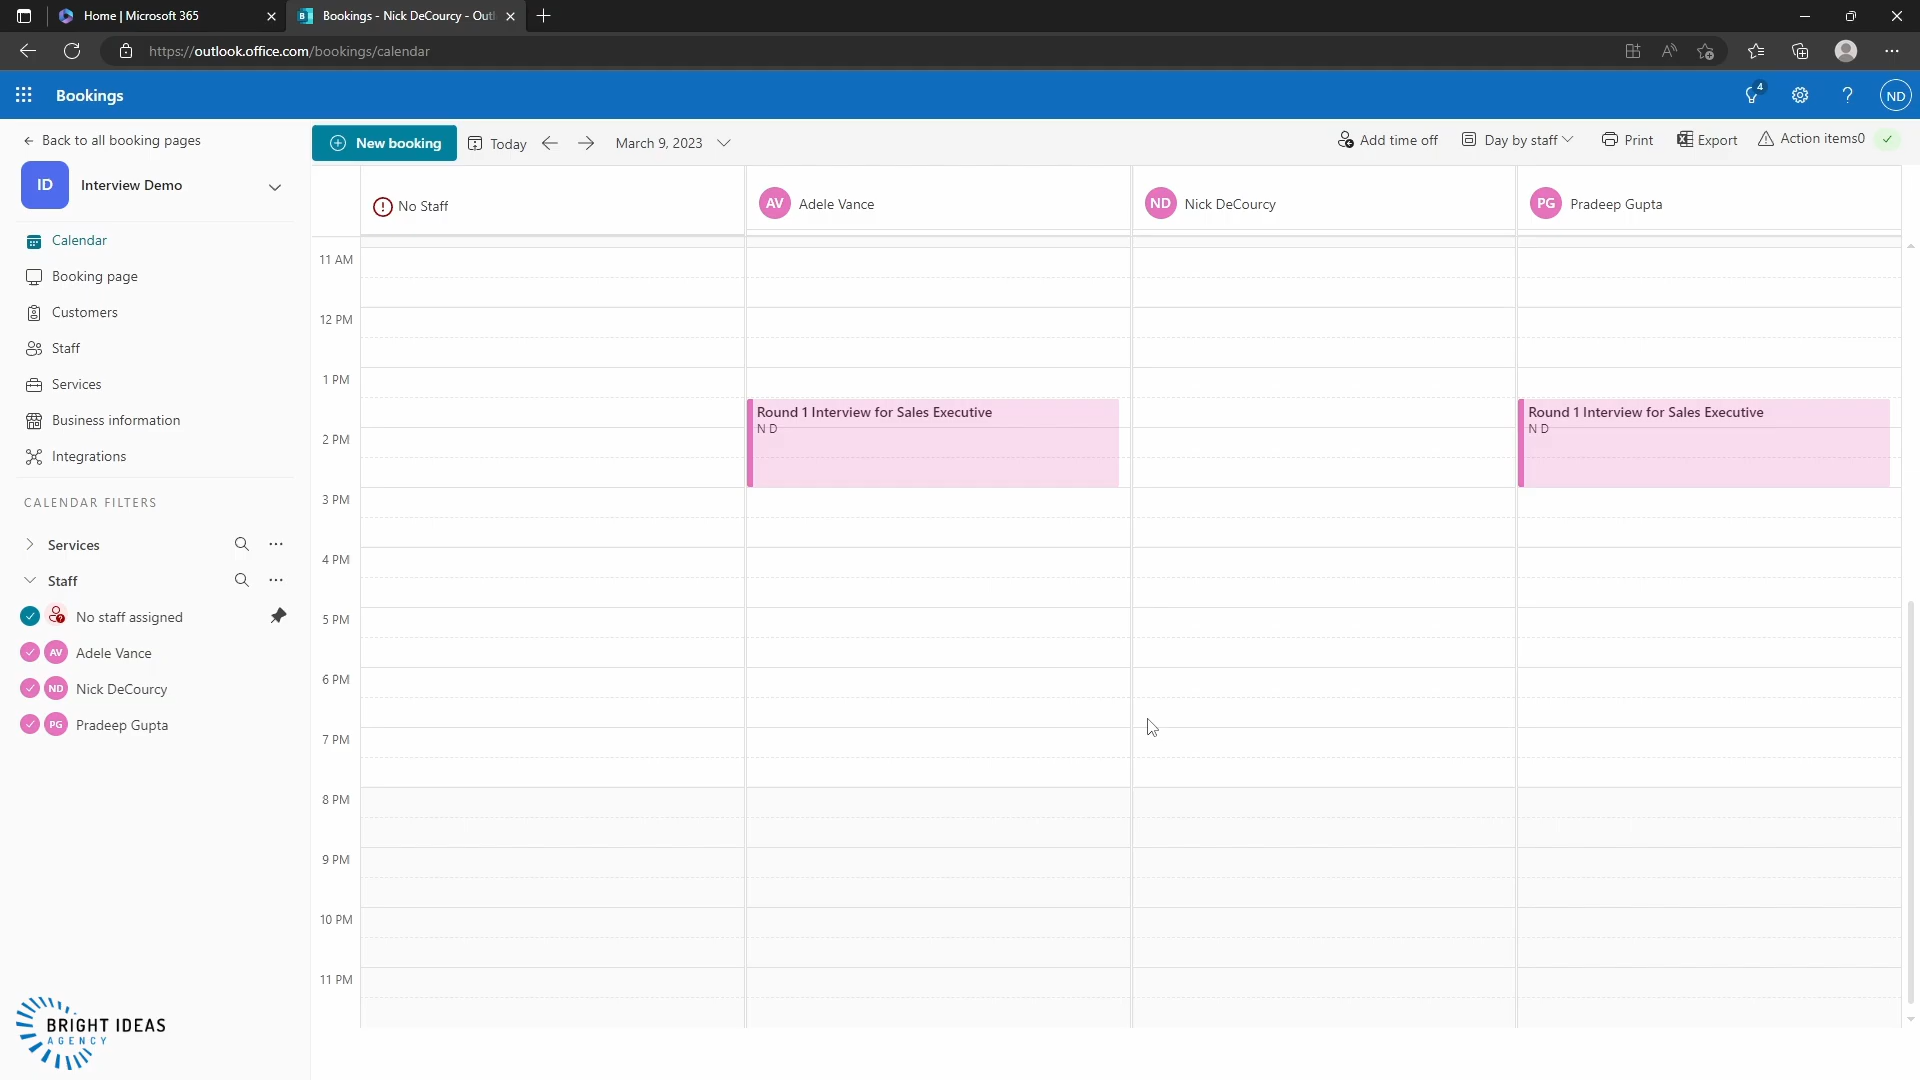 Home | Microsoft 365
Bookings - Nick DeCourcy - Outl
https://outlook.office.com/bookings/calendar
Bookings
4
ND
Back to all booking pages
New booking
Today
March 9, 2023
Add time off
Day by staff
Print
Export
Action items0
ID
Interview Demo
No Staff
AV
Adele Vance
ND
Nick DeCourcy
PG
Pradeep Gupta
Calendar
Booking page
Customers
Staff
Services
Business information
Integrations
CALENDAR FILTERS
Services
Staff
No staff assigned
AV
Adele Vance
ND
Nick DeCourcy
PG
Pradeep Gupta
11 AM
12 PM
1 PM
2 PM
3 PM
4 PM
5 PM
6 PM
7 PM
8 PM
9 PM
10 PM
11 PM
Round 1 Interview for Sales Executive
N D
Round 1 Interview for Sales Executive
N D
BRIGHT IDEAS
AGENCY